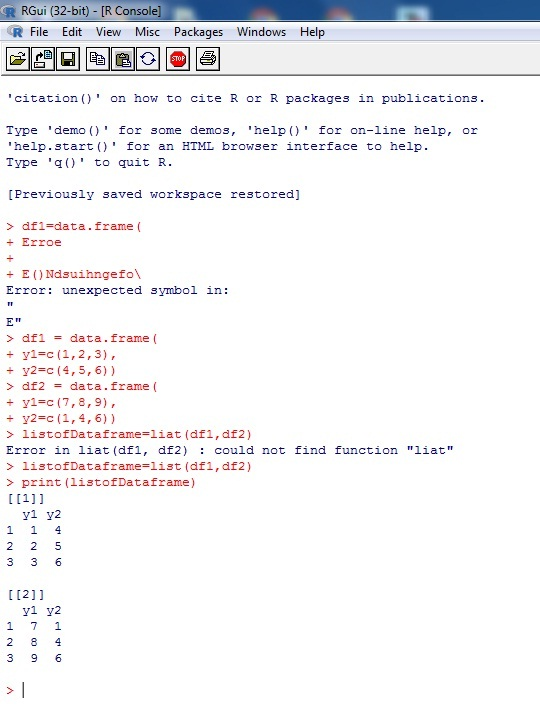 RGui (32-bit) - [R Console]
File Edit View Misc Packages Windows Help
STOP
'citation()' on how to cite R or R packages in publications.
Type 'demo()' for some demos, 'help()' for on-line help, or
'help.start()' for an HTML browser interface to help.
Type 'q()' to quit R.
[Previously saved workspace restored]
> df1=data.frame(
+ Erroe
+
+ E()Ndsuihngefo\
Error: unexpected symbol in:
"
E"
> df1 = data.frame(
+ y1=c(1,2,3),
+ y2=c(4,5,6))
> df2 = data.frame(
+ y1=c(7,8,9),
+ y2=c(1,4,6))
> listofDataframe=liat(df1,df2)
Error in liat(df1, df2) : could not find function "liat"
> listofDataframe=list(df1,df2)
> print(listofDataframe)
[[1]]
  y1 y2
1  1  4
2  2  5
3  3  6
[[2]]
  y1 y2
1  7  1
2  8  4
3  9  6
>